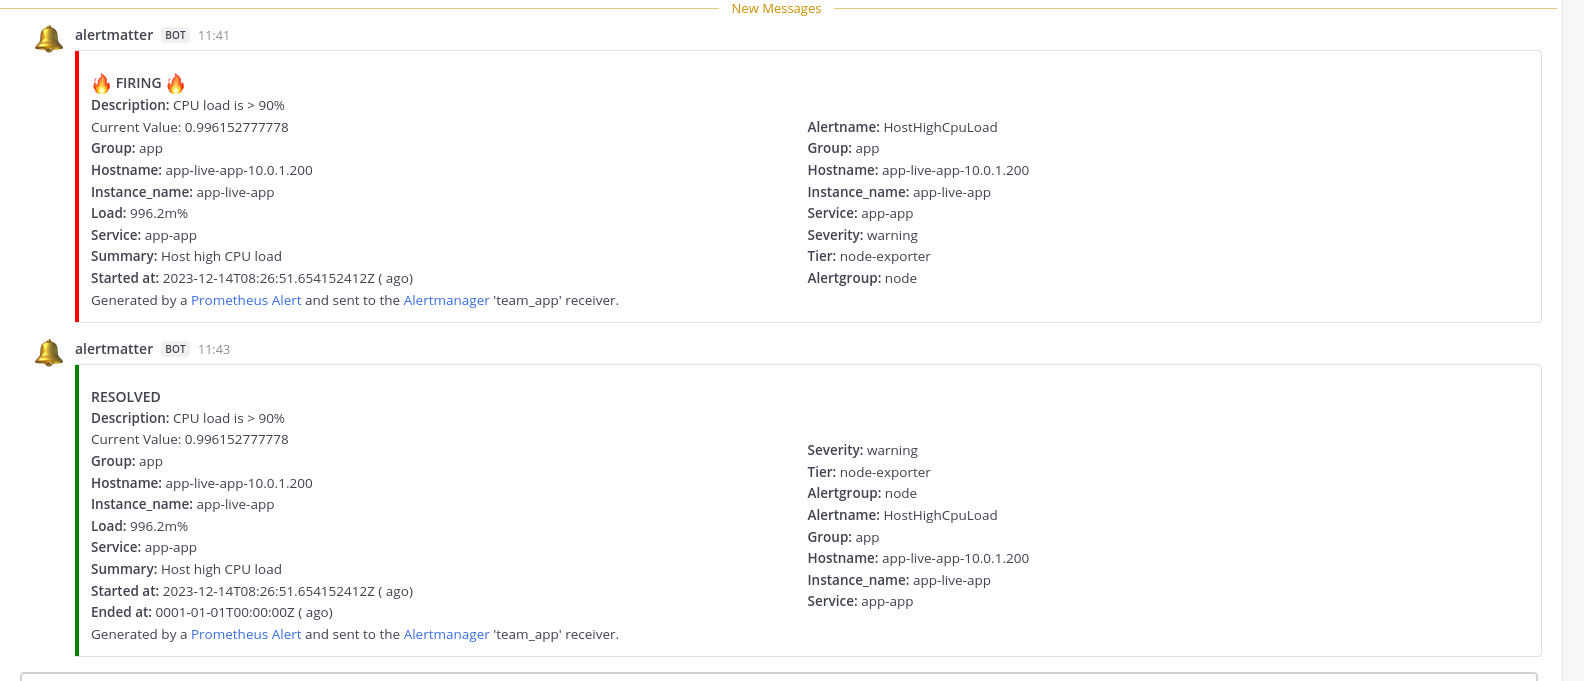 New Messages
alertmatter BOT 11:41
FIRING
Description: CPU load is > 90%
Current Value: 0.996152777778
Group: app
Hostname: app-live-app-10.0.1.200
Instance_name: app-live-app
Load: 996.2m%
Service: app-app
Summary: Host high CPU load
Started at: 2023-12-14T08:26:51.654152412Z ( ago)
Generated by a Prometheus Alert and sent to the Alertmanager 'team_app' receiver.
Alertname: HostHighCpuLoad
Group: app
Hostname: app-live-app-10.0.1.200
Instance_name: app-live-app
Service: app-app
Severity: warning
Tier: node-exporter
Alertgroup: node
alertmatter BOT 11:43
RESOLVED
Description: CPU load is > 90%
Current Value: 0.996152777778
Group: app
Hostname: app-live-app-10.0.1.200
Instance_name: app-live-app
Load: 996.2m%
Service: app-app
Summary: Host high CPU load
Started at: 2023-12-14T08:26:51.654152412Z ( ago)
Ended at: 0001-01-01T00:00:00Z ( ago)
Generated by a Prometheus Alert and sent to the Alertmanager 'team_app' receiver.
Severity: warning
Tier: node-exporter
Alertgroup: node
Alertname: HostHighCpuLoad
Group: app
Hostname: app-live-app-10.0.1.200
Instance_name: app-live-app
Service: app-app